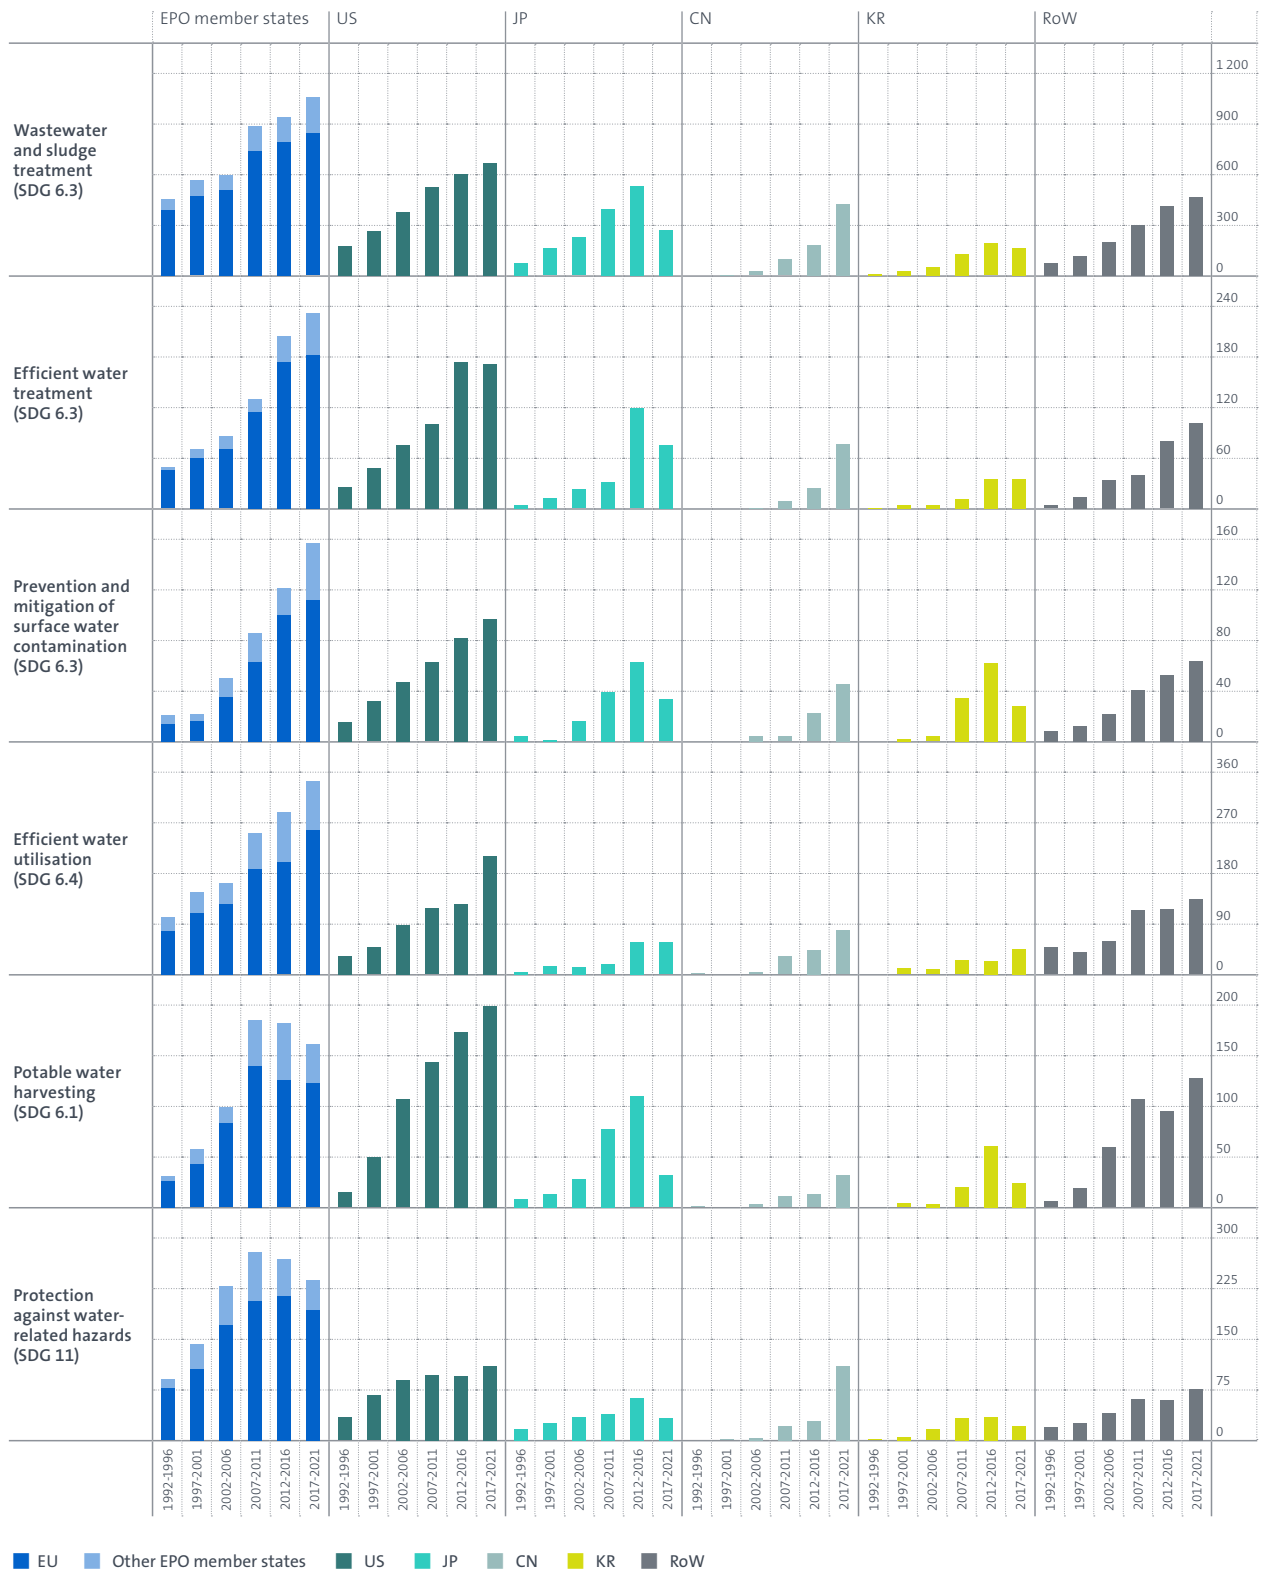 EPO member states
US
JP
CN
KR
RoW
Wastewater
and sludge
treatment
(SDG 6.3)
1 200
900
600
300
0
Efficient water
treatment
(SDG 6.3)
240
180
120
60
0
Prevention and
mitigation of
surface water
contamination
(SDG 6.3)
160
120
80
40
0
Efficient water
utilisation
(SDG 6.4)
360
270
180
90
0
Potable water
harvesting
(SDG 6.1)
200
150
100
50
0
Protection
against water-
related hazards
(SDG 11)
300
225
150
75
0
1992-1996
1997-2001
2002-2006
2007-2011
2012-2016
2017-2021
1992-1996
1997-2001
2002-2006
2007-2011
2012-2016
2017-2021
1992-1996
1997-2001
2002-2006
2007-2011
2012-2016
2017-2021
1992-1996
1997-2001
2002-2006
2007-2011
2012-2016
2017-2021
1992-1996
1997-2001
2002-2006
2007-2011
2012-2016
2017-2021
1992-1996
1997-2001
2002-2006
2007-2011
2012-2016
2017-2021
EU
Other EPO member states
US
JP
CN
KR
RoW